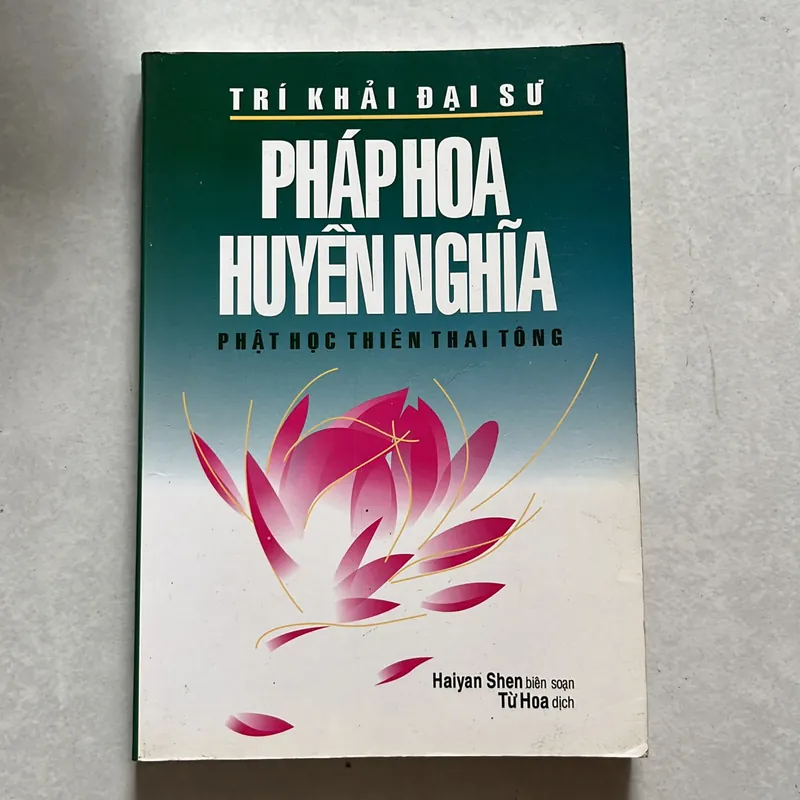 TRÍ KHẢI ĐẠI SƯ
PHÁP HOA
HUYỀN NGHĨA
PHẬT HỌC THIÊN THAI TÔNG
Haiyan Shen biên soạn
Từ Hoa dịch